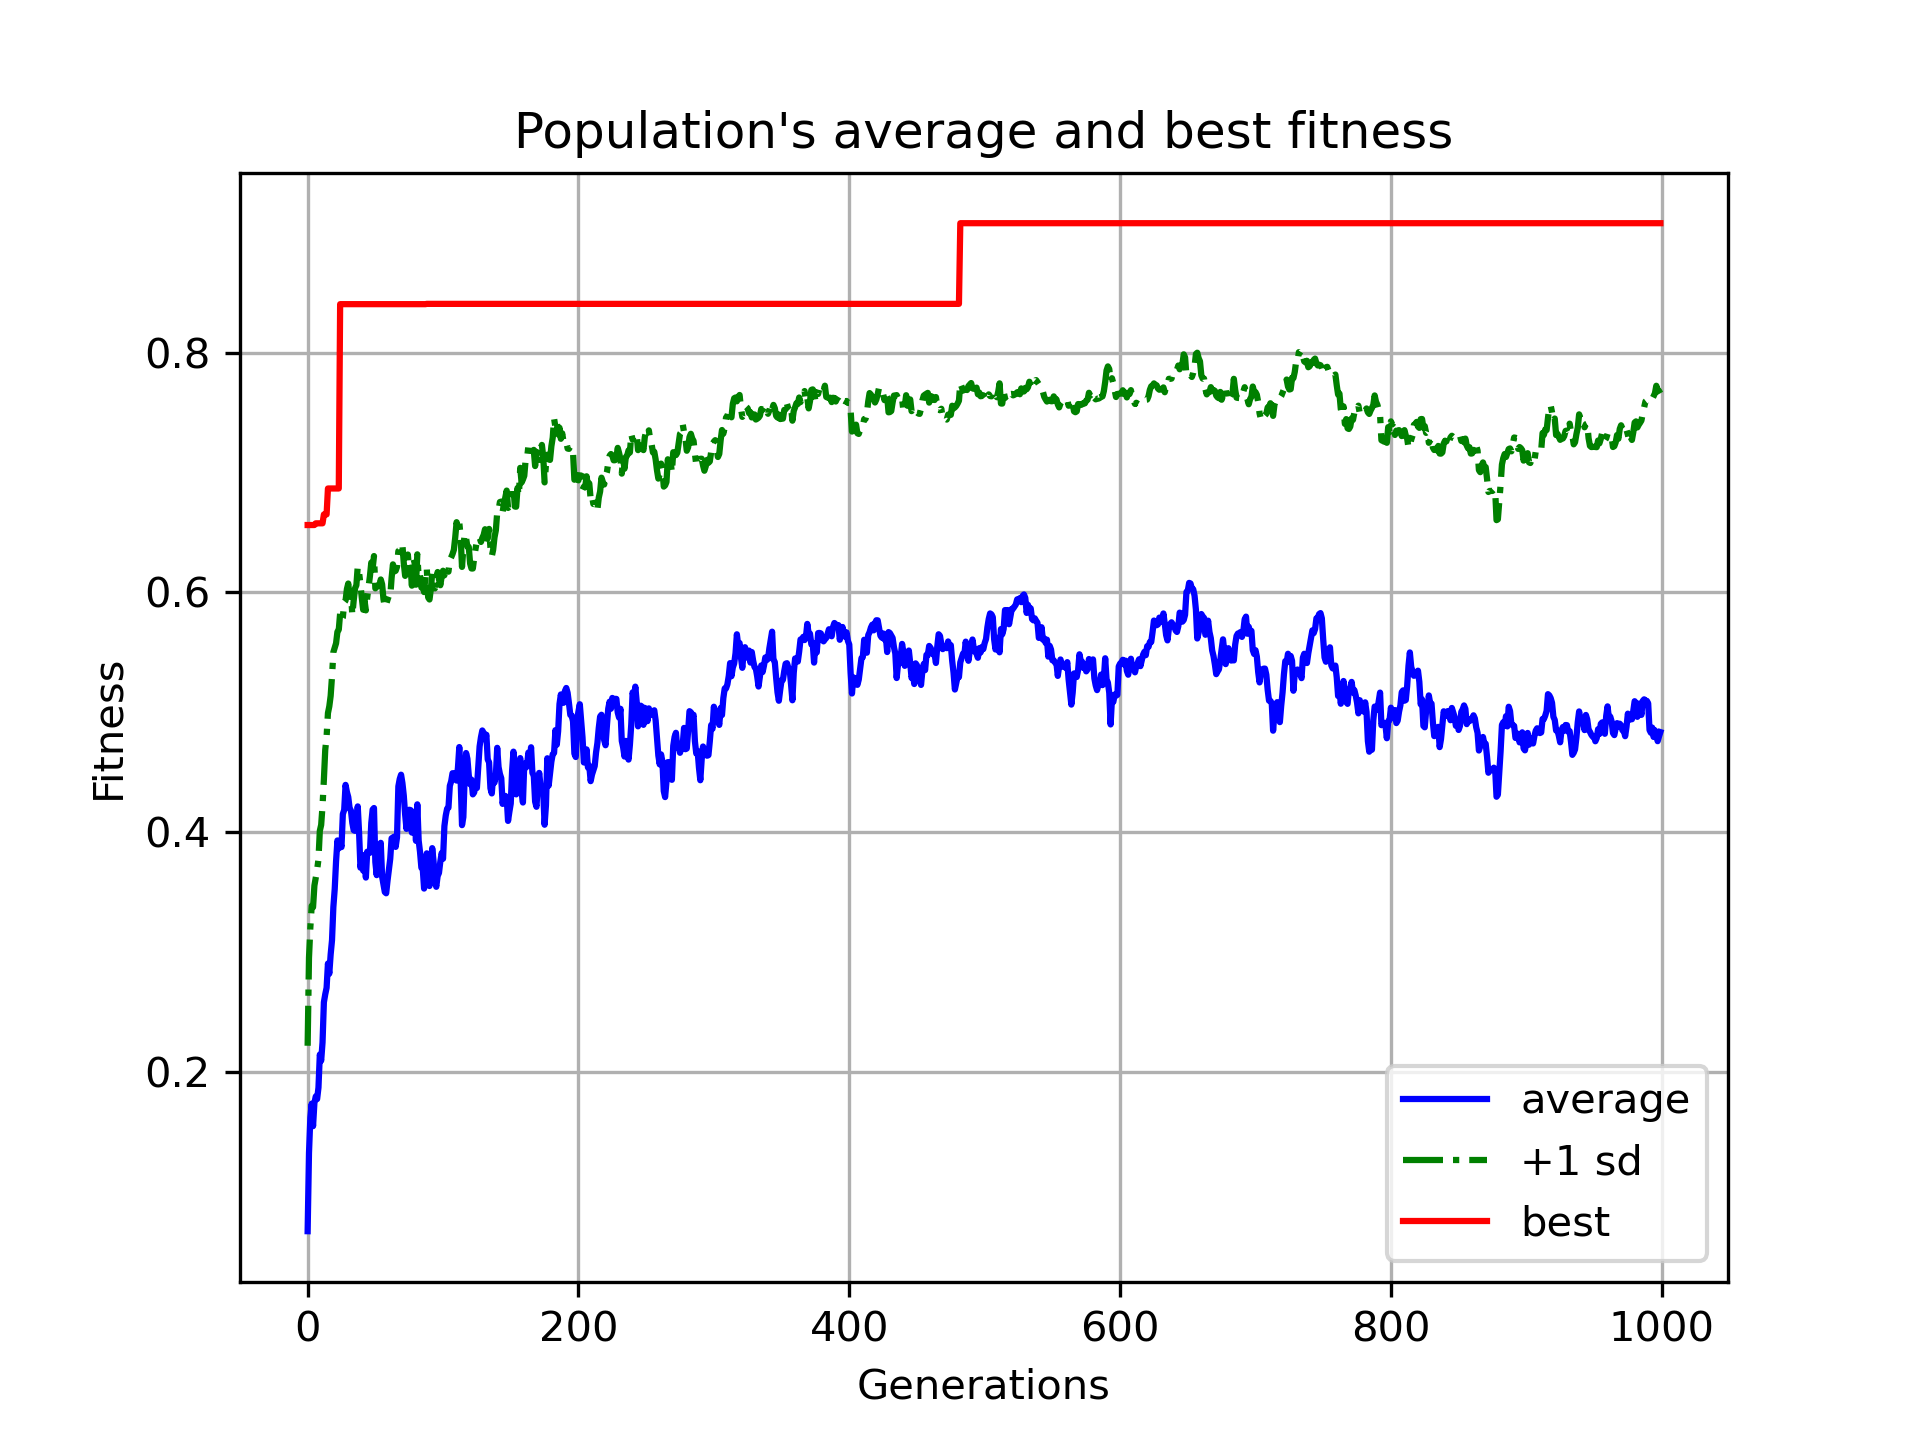 Population's average and best fitness
Fitness
0.8
0.6
0.4
0.2
0 200 400 600 800 1000
Generations
average
+1 sd
best